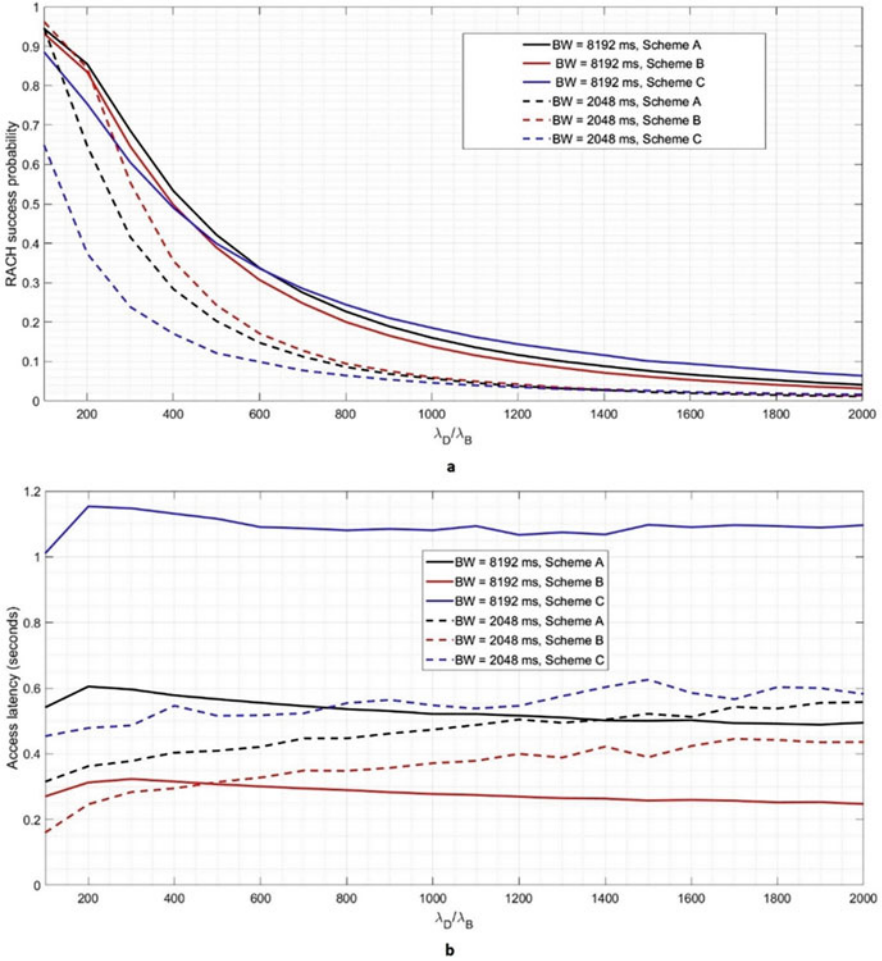 1
0.9
0.8
0.7
0.6
0.5
0.4
0.3
0.2
0.1
0
RACH success probability
BW = 8192 ms, Scheme A
BW = 8192 ms, Scheme B
BW = 8192 ms, Scheme C
BW = 2048 ms, Scheme A
BW = 2048 ms, Scheme B
BW = 2048 ms, Scheme C
200 400 600 800 1000 1200 1400 1600 1800 2000
λ_D/λ_B
a
1.2
1
0.8
0.6
0.4
0.2
0
Access latency (seconds)
BW = 8192 ms, Scheme A
BW = 8192 ms, Scheme B
BW = 8192 ms, Scheme C
BW = 2048 ms, Scheme A
BW = 2048 ms, Scheme B
BW = 2048 ms, Scheme C
200 400 600 800 1000 1200 1400 1600 1800 2000
λ_D/λ_B
b